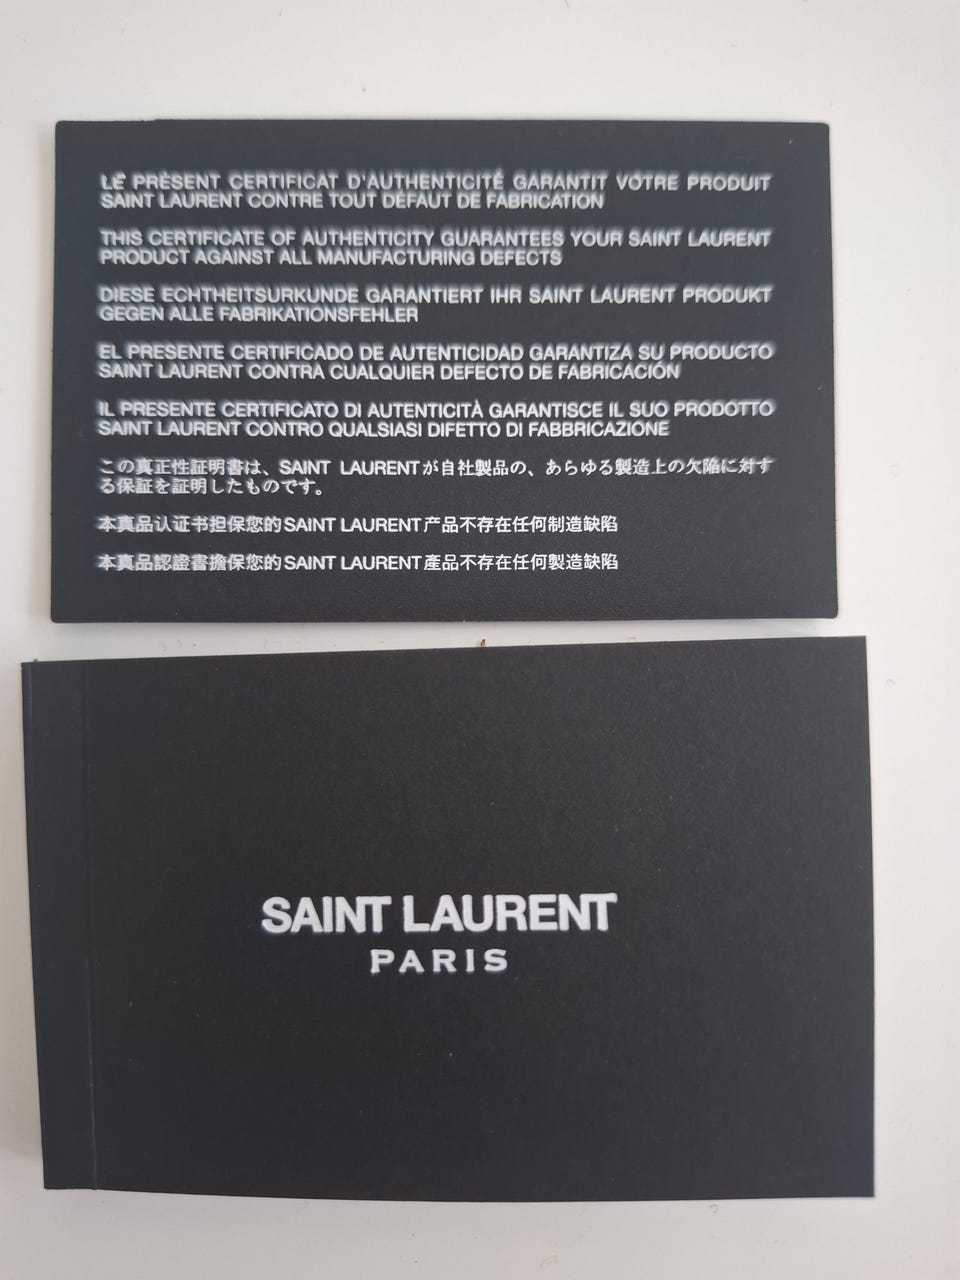 LE PRÉSENT CERTIFICAT D'AUTHENTICITÉ GARANTIT VOTRE PRODUIT
SAINT LAURENT CONTRE TOUT DÉFAUT DE FABRICATION
THIS CERTIFICATE OF AUTHENTICITY GUARANTEES YOUR SAINT LAURENT
PRODUCT AGAINST ALL MANUFACTURING DEFECTS
DIESE ECHTHEITSURKUNDE GARANTIERT IHR SAINT LAURENT PRODUKT
GEGEN ALLE FABRIKATIONSFEHLER
EL PRESENTE CERTIFICADO DE AUTENTICIDAD GARANTIZA SU PRODUCTO
SAINT LAURENT CONTRA CUALQUIER DEFECTO DE FABRICACIÓN
IL PRESENTE CERTIFICATO DI AUTENTICITÀ GARANTISCE IL SUO PRODOTTO
SAINT LAURENT CONTRO QUALSIASI DIFETTO DI FABBRICAZIONE
この真正性証明書は、SAINT LAURENTが自社製品の、あらゆる製造上の欠陥に対す
る保証を証明したものです。
本真品认证书担保您的SAINT LAURENT产品不存在任何制造缺陷
本真品認證書擔保您的SAINT LAURENT產品不存在任何製造缺陷
SAINT LAURENT
PARIS